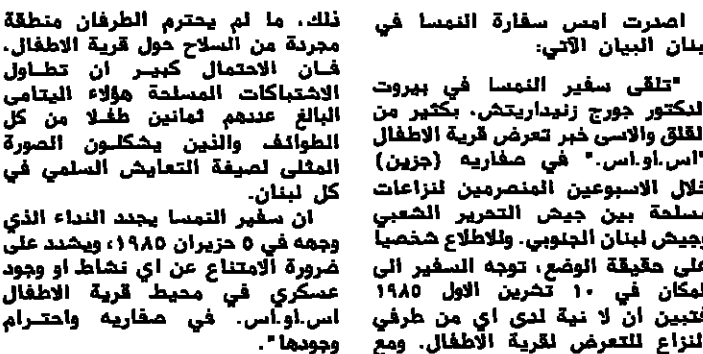 اصدرت امس سفارة النمسا في
لبنان البيان الآتي:
"تلقى سفير النمسا في بيروت
الدكتور جورج زنيداريتش، بكثير من
القلق والاسى خبر تعرض قرية الاطفال
"اس.او.اس." في صفاريه (جزين)
خلال الاسبوعين المنصرمين لنزاعات
مسلحة بين جيش التحرير الشعبي
وجيش لبنان الجنوبي. وللاطلاع شخصيا
على حقيقة الوضع، توجه السفير الى
المكان في ١٠ تشرين الاول ١٩٨٥
فتبين ان لا نية لدى اي من طرفي
النزاع للتعرض لقرية الاطفال. ومع
ذلك، ما لم يحترم الطرفان منطقة
مجردة من السلاح حول قرية الاطفال،
فان الاحتمال كبير ان تطاول
الاشتباكات المسلحة هؤلاء اليتامى
البالغ عددهم ثمانين طفلا من كل
الطوائف والذين يشكلون الصورة
المثلى لصيغة التعايش السلمي في
كل لبنان.
ان سفير النمسا يجدد النداء الذي
وجهه في ٥ حزيران ١٩٨٥، ويشدد على
ضرورة الامتناع عن اي نشاط او وجود
عسكري في محيط قرية الاطفال
اس.او.اس. في صفاريه واحترام
وجودها".